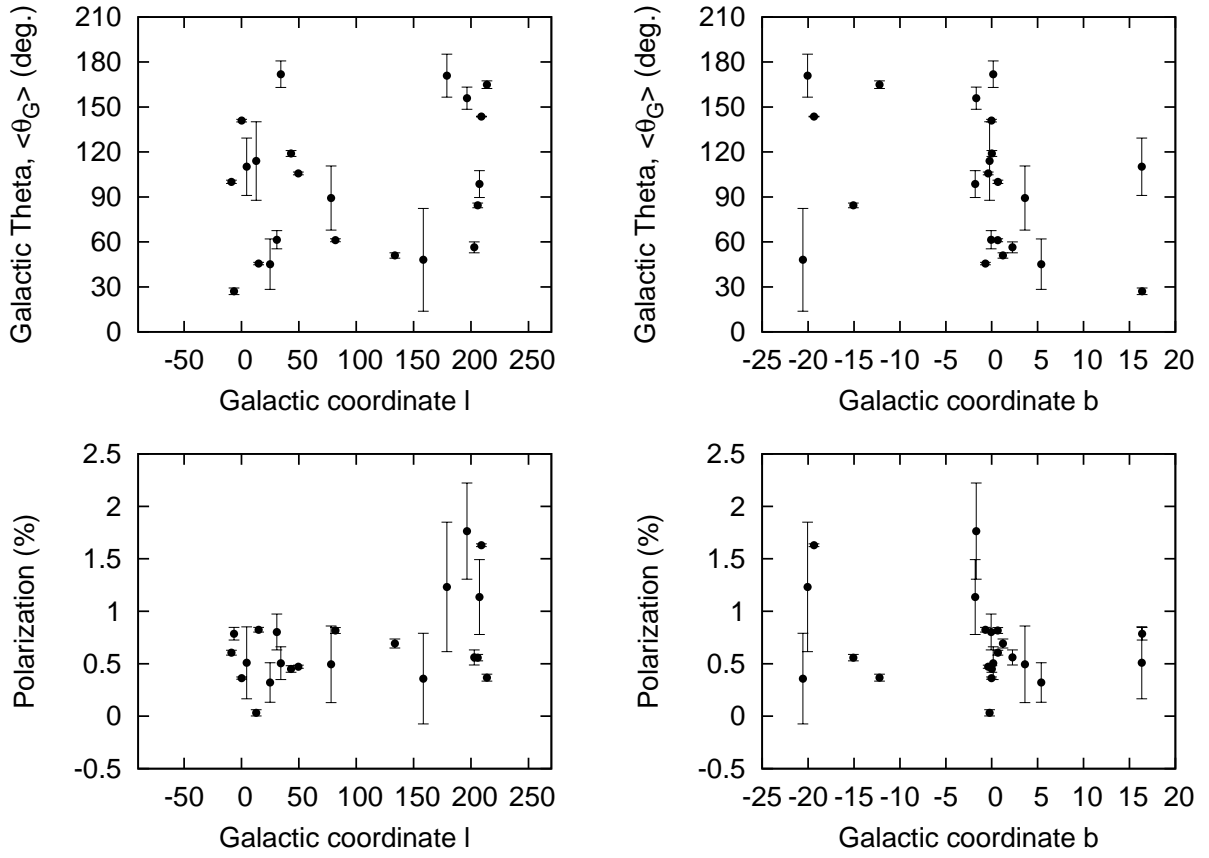 Galactic Theta, <θG> (deg.)
210
180
150
120
90
60
30
0
-50 0 50 100 150 200 250
Galactic coordinate l
Galactic Theta, <θG> (deg.)
210
180
150
120
90
60
30
0
-25 -20 -15 -10 -5 0 5 10 15 20
Galactic coordinate b
Polarization (%)
2.5
2
1.5
1
0.5
0
-0.5
-50 0 50 100 150 200 250
Galactic coordinate l
Polarization (%)
2.5
2
1.5
1
0.5
0
-0.5
-25 -20 -15 -10 -5 0 5 10 15 20
Galactic coordinate b